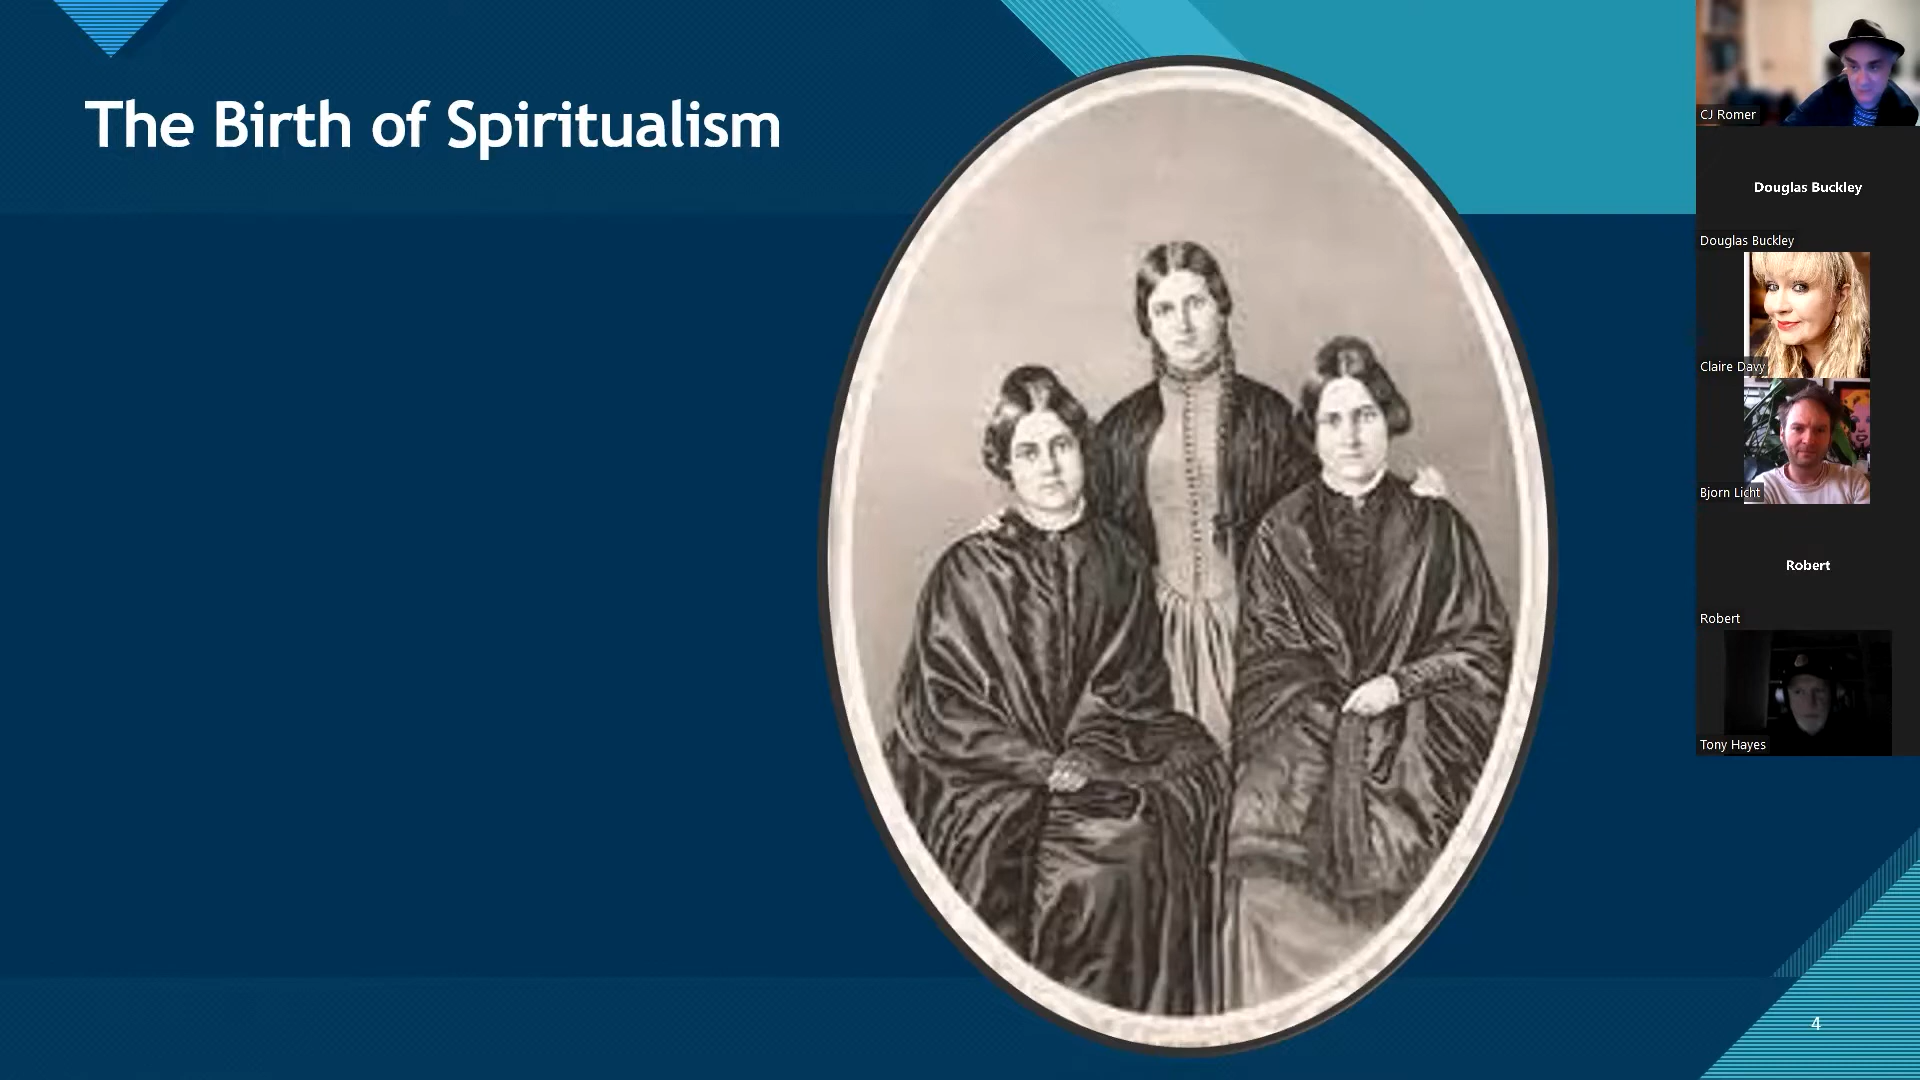 The Birth of Spiritualism
CJ Romer
Douglas Buckley
Douglas Buckley
Claire Davy
Bjorn Licht
Robert
Robert
Tony Hayes
4